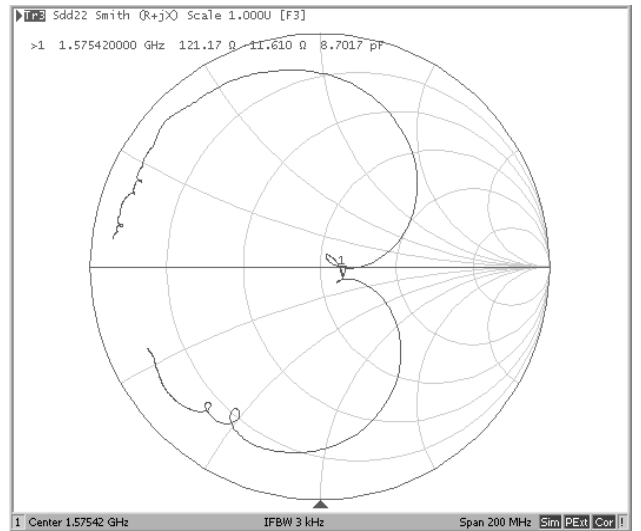 Tr3 Sdd22 Smith (R+jX) Scale 1.000U [F3]
>1 1.575420000 GHz 121.17 Ω -11.610 Ω 8.7017 pF
1
1 Center 1.57542 GHz IFBW 3 kHz Span 200 MHz Sim PExt Cor !